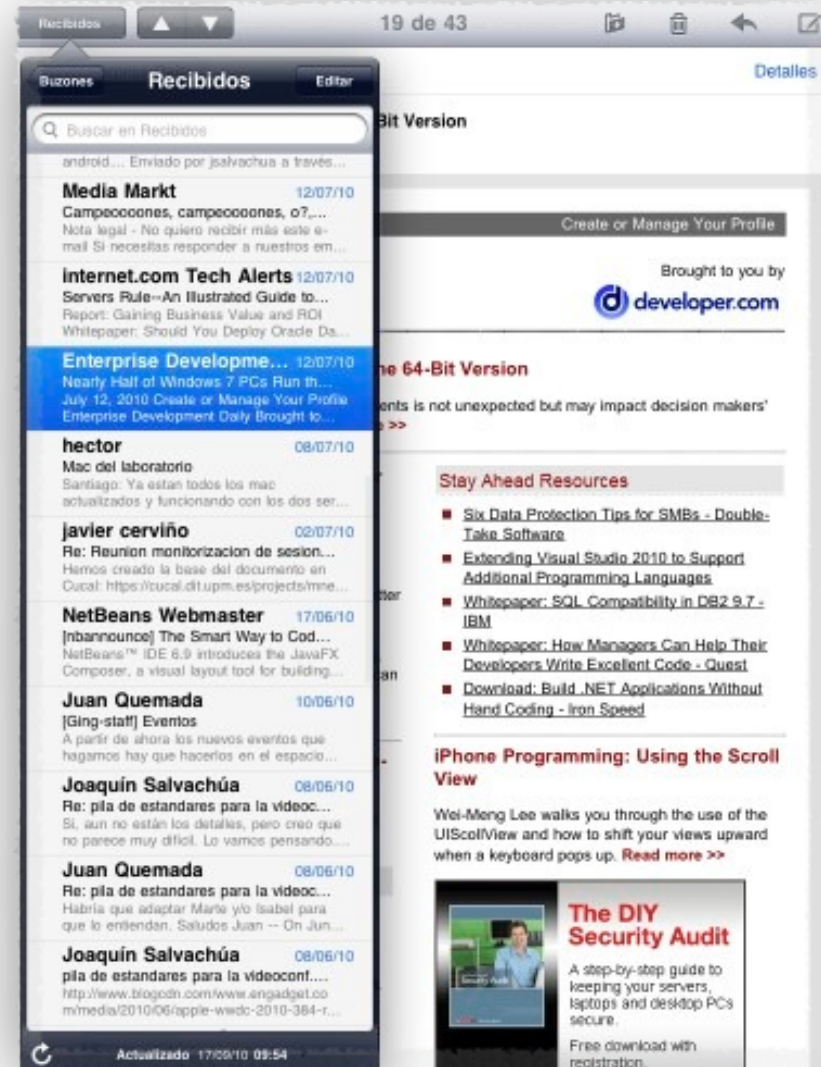 Recibidos
19 de 43
Buzones
Recibidos
Editar
Buscar en Recibidos
android.... Enviado por jsalvachua a través...
Media Markt 12/07/10
Campeocoones, campeocoones, o?,...
Nota legal - No quiero recibir más este e-
mail Si necesitas responder a nuestros em...
internet.com Tech Alerts 12/07/10
Servers Rule--An Illustrated Guide to...
Report: Gaining Business Value and ROI
Whitepaper: Should You Deploy Oracle Da...
Enterprise Developme... 12/07/10
Nearly Half of Windows 7 PCs Run th...
July 12, 2010 Create or Manage Your Profile
Enterprise Development Daily Brought to...
hector 08/07/10
Mac del laboratorio
Santiago: Ya estan todos los mac
actualizados y funcionando con los dos ser...
javier cerviño 02/07/10
Re: Reunion monitorizacion de sesion...
Hemos creado la base del documento en
Cucal: https://cucal.dit.upm.es/projects/mne...
NetBeans Webmaster 17/06/10
[nbannounce] The Smart Way to Cod...
NetBeans™ IDE 6.9 introduces the JavaFX
Composer, a visual layout tool for building...
Juan Quemada 10/06/10
[Ging-staff] Eventos
A partir de ahora los nuevos eventos que
hagamos hay que hacerlos en el espacio...
Joaquín Salvachúa 08/06/10
Re: pila de estandares para la videoc...
Si, aun no están los detalles, pero creo que
no parece muy difícil. Lo vamos pensando....
Juan Quemada 08/06/10
Re: pila de estandares para la videoc...
Habría que adaptar Marte y/o Isabel para
que lo entiendan. Saludos Juan -- On Jun...
Joaquín Salvachúa 08/06/10
pila de estandares para la videoconf....
http://www.blogcdn.com/www.engadget.co
m/media/2010/06/apple-wwdc-2010-384-r...
Actualizado 17/09/10 09:54
Detalles
Bit Version
Create or Manage Your Profile
Brought to you by
developer.com
he 64-Bit Version
ents is not unexpected but may impact decision makers'
>>
tter
can
Stay Ahead Resources
Six Data Protection Tips for SMBs - Double-
Take Software
Extending Visual Studio 2010 to Support
Additional Programming Languages
Whitepaper: SQL Compatibility in DB2 9.7 -
IBM
Whitepaper: How Managers Can Help Their
Developers Write Excellent Code - Quest
Download: Build .NET Applications Without
Hand Coding - Iron Speed
iPhone Programming: Using the Scroll
View
Wei-Meng Lee walks you through the use of the
UIScollView and how to shift your views upward
when a keyboard pops up. Read more >>
Security Audit
The DIY
Security Audit
A step-by-step guide to
keeping your servers,
laptops and desktop PCs
secure.
Free download with
registration.